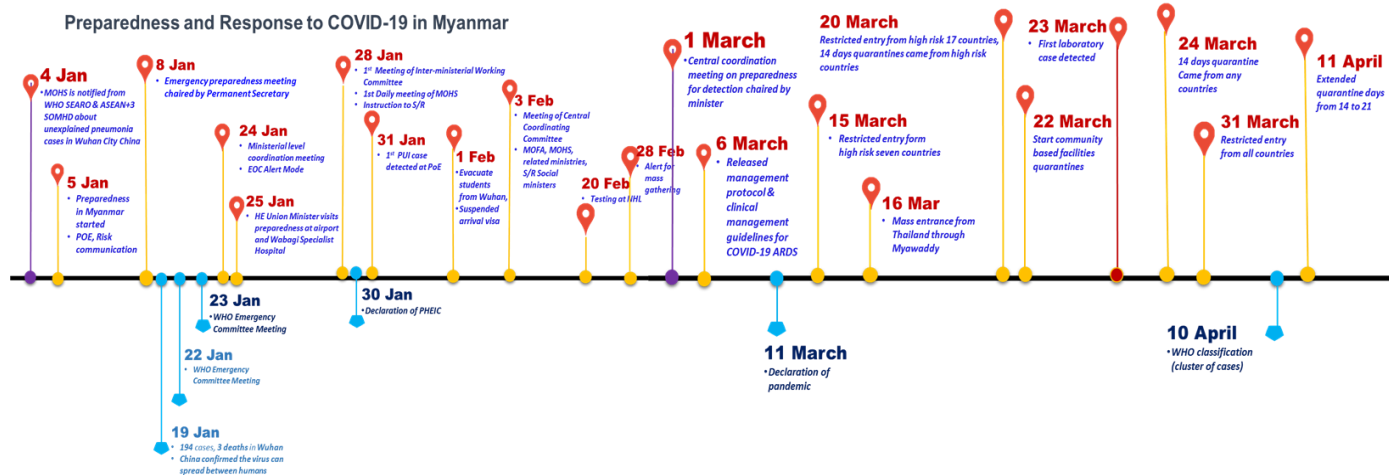 Preparedness and Response to COVID-19 in Myanmar
4 Jan
•MOHS is notified from
WHO SEARO & ASEAN+3
SOMHD about
unexplained pneumonia
cases in Wuhan City China
5 Jan
• Preparedness
in Myanmar
started
• POE, Risk
communication
8 Jan
• Emergency preparedness meeting
chaired by Permanent Secretary
19 Jan
• 194 cases, 3 deaths in Wuhan
• China confirmed the virus can
spread between humans
22 Jan
• WHO Emergency
Committee Meeting
23 Jan
•WHO Emergency
Committee Meeting
24 Jan
• Ministerial level
coordination meeting
• EOC Alert Mode
25 Jan
• HE Union Minister visits
preparedness at airport
and Wabagi Specialist
Hospital
28 Jan
• 1st Meeting of Inter-ministerial Working
Committee
• 1st Daily meeting of MOHS
• Instruction to S/R
30 Jan
•Declaration of PHEIC
31 Jan
• 1st PUI case
detected at PoE
1 Feb
•Evacuate
students
from Wuhan,
•Suspended
arrival visa
3 Feb
• Meeting of Central
Coordinating
Committee
• MOFA, MOHS,
related ministries,
S/R Social
ministers
20 Feb
• Testing at NHL
28 Feb
• Alert for
mass
gathering
1 March
•Central coordination
meeting on preparedness
for detection chaired by
minister
6 March
• Released
management
protocol &
clinical
management
guidelines for
COVID-19 ARDS
11 March
•Declaration of
pandemic
15 March
• Restricted entry form
high risk seven countries
16 Mar
• Mass entrance from
Thailand through
Myawaddy
20 March
Restricted entry from high risk 17 countries,
14 days quarantines came from high risk
countries
22 March
Start community
based facilities
quarantines
23 March
• First laboratory
case detected
24 March
14 days quarantine
Came from any
countries
31 March
• Restricted entry
from all countries
10 April
•WHO classification
(cluster of cases)
11 April
Extended
quarantine days
from 14 to 21